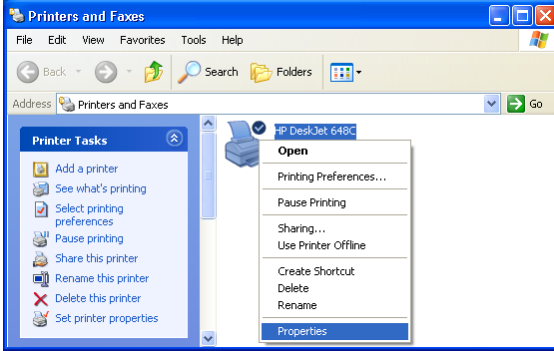 Printers and Faxes
File Edit View Favorites Tools Help
Back Search Folders
Address Printers and Faxes Go
Printer Tasks
Add a printer
See what's printing
Select printing
preferences
Pause printing
Share this printer
Rename this printer
Delete this printer
Set printer properties
HP DeskJet 648C
Open
Printing Preferences...
Pause Printing
Sharing...
Use Printer Offline
Create Shortcut
Delete
Rename
Properties